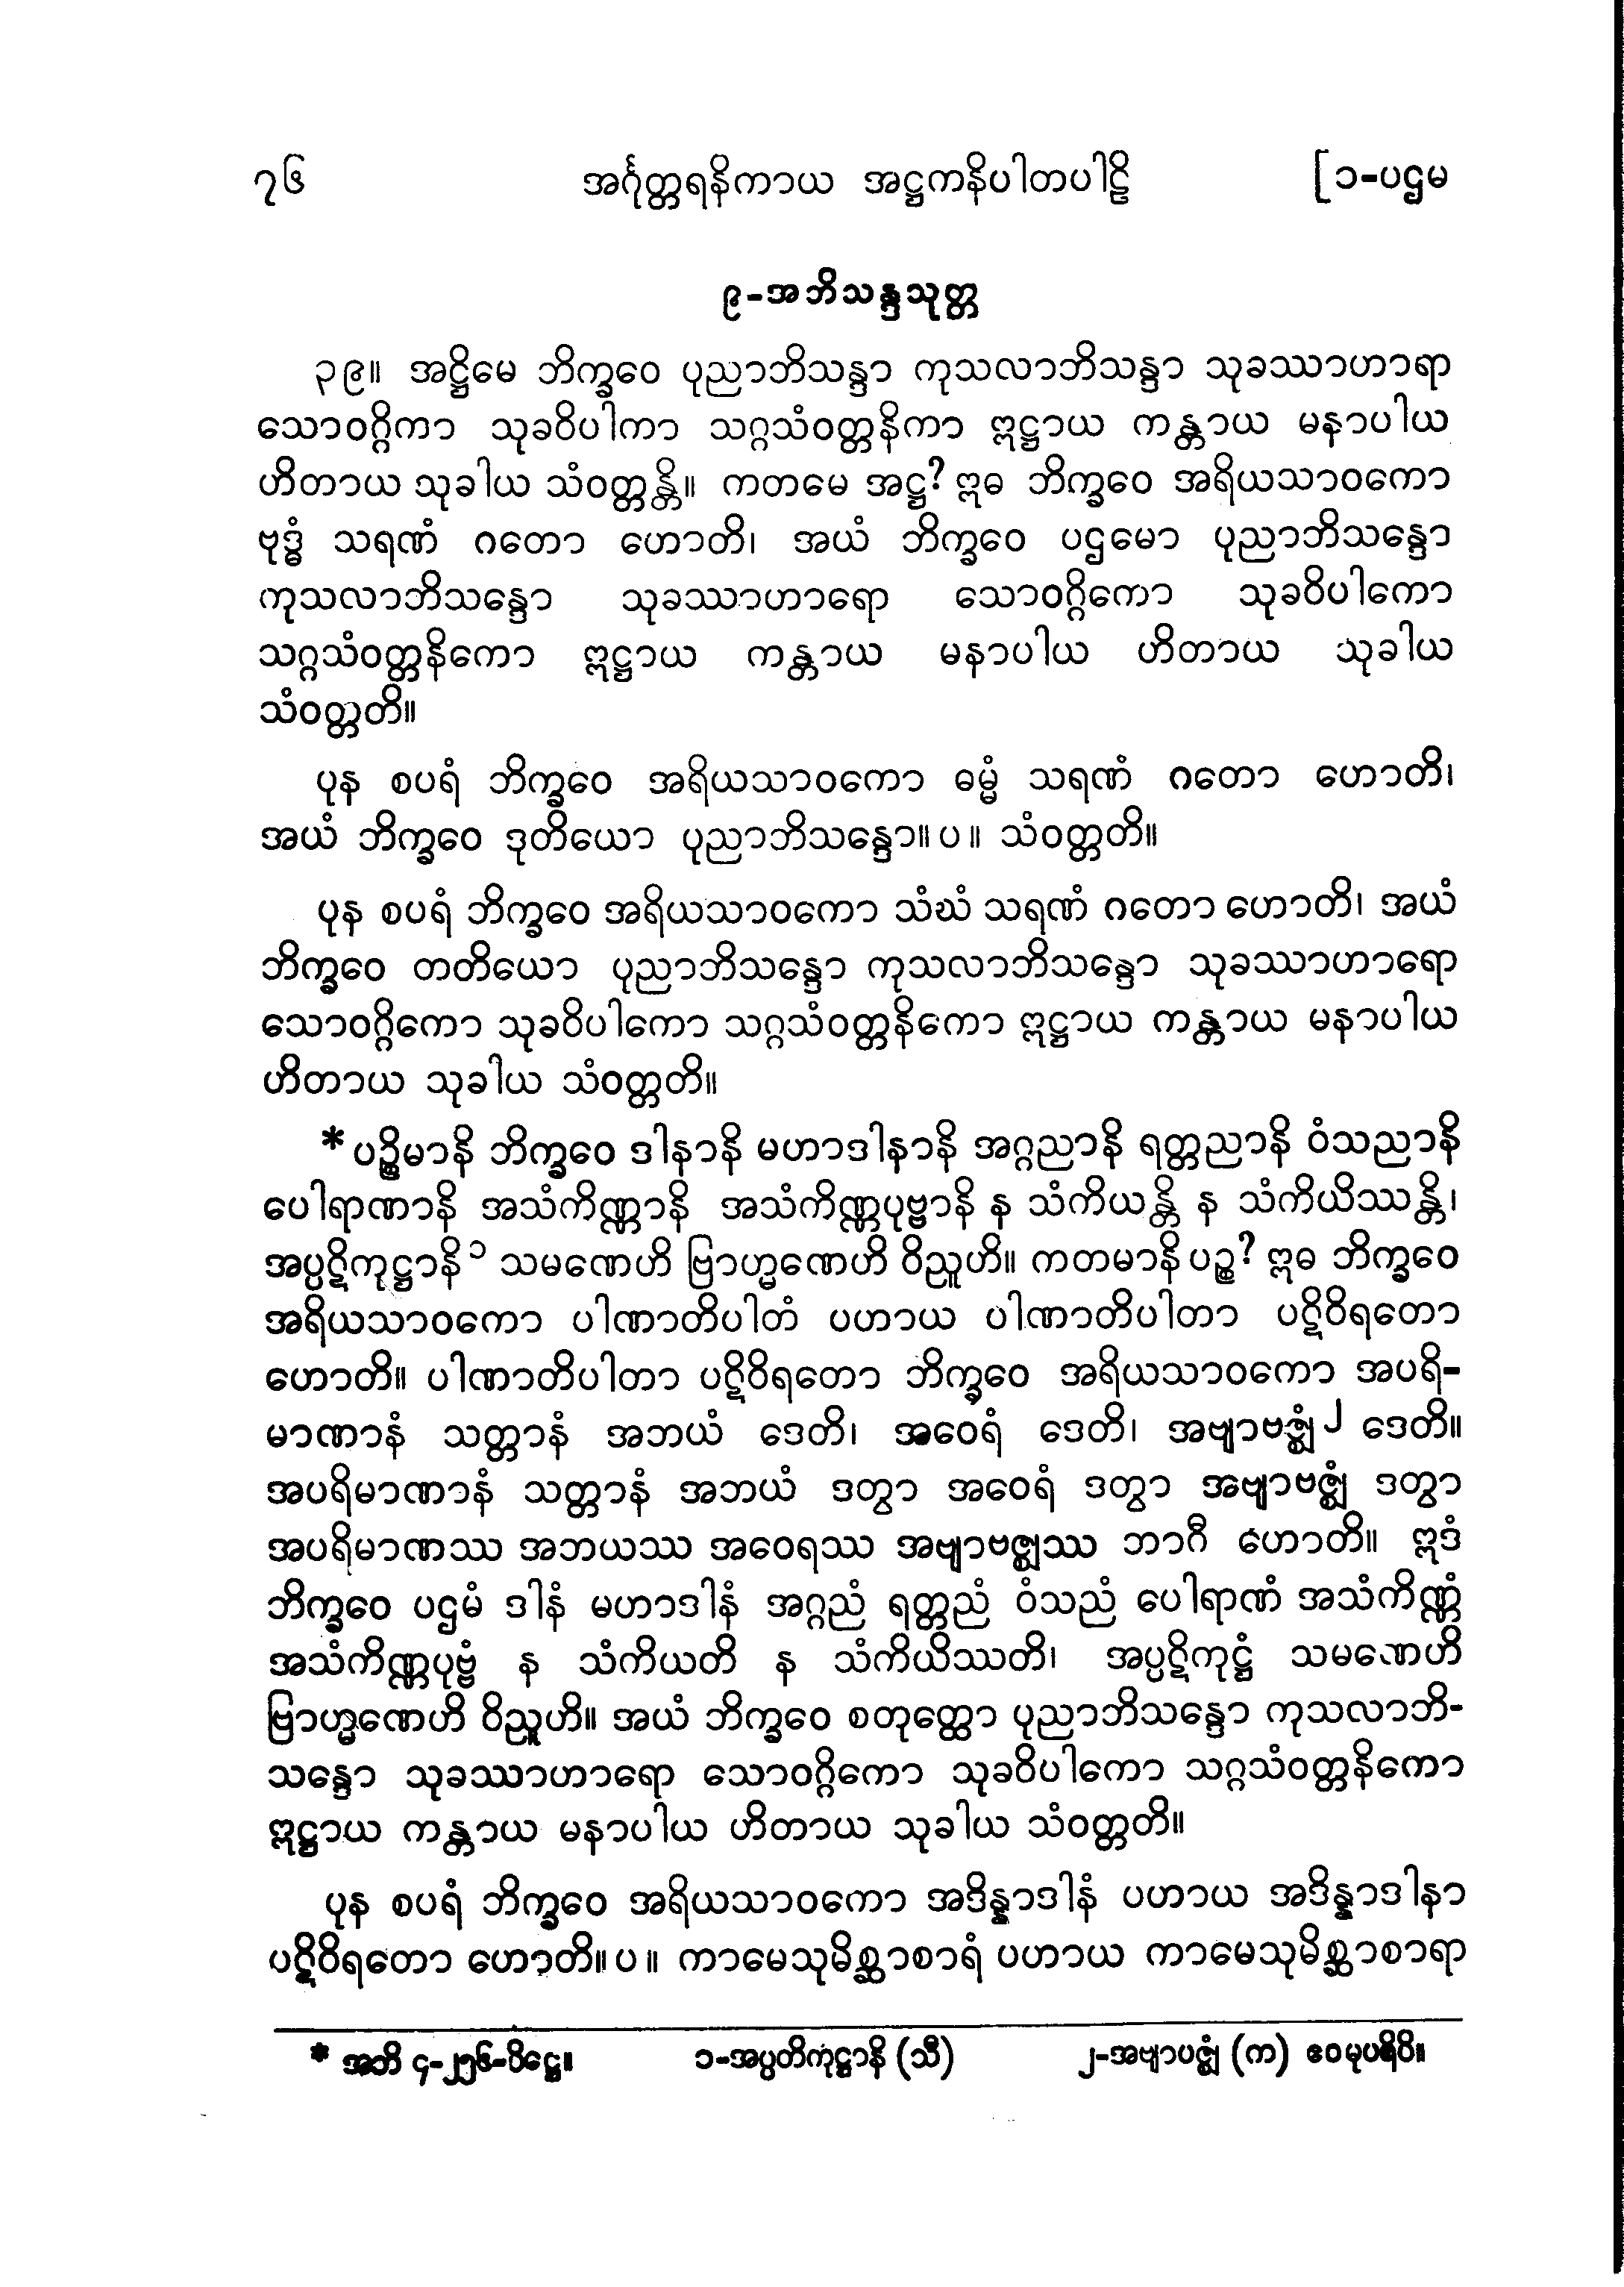 ၇၆ အင်္ဂုတ္တရနိကာယ အဋ္ဌကနိပါတပါဠိ [၁-ပဌမ
၉-အဘိသန္ဒသုတ္တ
၃၉။ အဋ္ဌိမေ ဘိက္ခဝေ ပုညာဘိသန္ဒာ ကုသလာဘိသန္ဒာ သုခဿာဟာရာ
သောဝဂ္ဂိကာ သုခဝိပါကာ သဂ္ဂသံဝတ္တနိကာ ဣဋ္ဌာယ ကန္တာယ မနာပါယ
ဟိတာယ သုခါယ သံဝတ္တန္တိ။ ကတမေ အဋ္ဌ? ဣဓ ဘိက္ခဝေ အရိယသာဝကော
ဗုဒ္ဓံ သရဏံ ဂတော ဟောတိ၊ အယံ ဘိက္ခဝေ ပဌမော ပုညာဘိသန္ဒော
ကုသလာဘိသန္ဒော သုခဿာဟာရော သောဝဂ္ဂိကော သုခဝိပါကော
သဂ္ဂသံဝတ္တနိကော ဣဋ္ဌာယ ကန္တာယ မနာပါယ ဟိတာယ သုခါယ
သံဝတ္တတိ။
ပုန စပရံ ဘိက္ခဝေ အရိယသာဝကော ဓမ္မံ သရဏံ ဂတော ဟောတိ၊
အယံ ဘိက္ခဝေ ဒုတိယော ပုညာဘိသန္ဒော။ပ။ သံဝတ္တတိ။
ပုန စပရံ ဘိက္ခဝေ အရိယသာဝကော သံဃံ သရဏံ ဂတော ဟောတိ၊ အယံ
ဘိက္ခဝေ တတိယော ပုညာဘိသန္ဒော ကုသလာဘိသန္ဒော သုခဿာဟာရော
သောဝဂ္ဂိကော သုခဝိပါကော သဂ္ဂသံဝတ္တနိကော ဣဋ္ဌာယ ကန္တာယ မနာပါယ
ဟိတာယ သုခါယ သံဝတ္တတိ။
* ပဉ္စိမာနိ ဘိက္ခဝေ ဒါနာနိ မဟာဒါနာနိ အဂ္ဂညာနိ ရတ္တညာနိ ဝံသညာနိ
ပေါရာဏာနိ အသံကိဏ္ဏာနိ အသံကိဏ္ဏပုဗ္ဗာနိ န သံကိယန္တိ န သံကိယိဿန္တိ၊
အပ္ပဋိကုဋ္ဌာနိ၁ သမဏေဟိ ဗြာဟ္မဏေဟိ ဝိညူဟိ။ ကတမာနိ ပဉ္စ? ဣဓ ဘိက္ခဝေ
အရိယသာဝကော ပါဏာတိပါတံ ပဟာယ ပါဏာတိပါတာ ပဋိဝိရတော
ဟောတိ။ ပါဏာတိပါတာ ပဋိဝိရတော ဘိက္ခဝေ အရိယသာဝကော အပရိ-
မာဏာနံ သတ္တာနံ အဘယံ ဒေတိ၊ အဝေရံ ဒေတိ၊ အဗျာဗဇ္ဈံ၂ ဒေတိ။
အပရိမာဏာနံ သတ္တာနံ အဘယံ ဒတွာ အဝေရံ ဒတွာ အဗျာဗဇ္ဈံ ဒတွာ
အပရိမာဏဿ အဘယဿ အဝေရဿ အဗျာဗဇ္ဈဿ ဘာဂီ ဟောတိ။ ဣဒံ
ဘိက္ခဝေ ပဌမံ ဒါနံ မဟာဒါနံ အဂ္ဂညံ ရတ္တညံ ဝံသညံ ပေါရာဏံ အသံကိဏ္ဏံ
အသံကိဏ္ဏပုဗ္ဗံ န သံကိယတိ န သံကိယိဿတိ၊ အပ္ပဋိကုဋ္ဌံ သမဏေဟိ
ဗြာဟ္မဏေဟိ ဝိညူဟိ။ အယံ ဘိက္ခဝေ စတုတ္ထော ပုညာဘိသန္ဒော ကုသလာဘိ-
သန္ဒော သုခဿာဟာရော သောဝဂ္ဂိကော သုခဝိပါကော သဂ္ဂသံဝတ္တနိကော
ဣဋ္ဌာယ ကန္တာယ မနာပါယ ဟိတာယ သုခါယ သံဝတ္တတိ။
ပုန စပရံ ဘိက္ခဝေ အရိယသာဝကော အဒိန္နာဒါနံ ပဟာယ အဒိန္နာဒါနာ
ပဋိဝိရတော ဟောတိ။ပ။ ကာမေသုမိစ္ဆာစာရံ ပဟာယ ကာမေသုမိစ္ဆာစာရာ
* အဘိ ၄-၂၅၆-ပိဋ္ဌေ။ ၁-အပ္ပတိကုဋ္ဌာနိ (သီ) ၂-အဗျာပဇ္ဈံ (က) ဧဝမုပရိပိ။